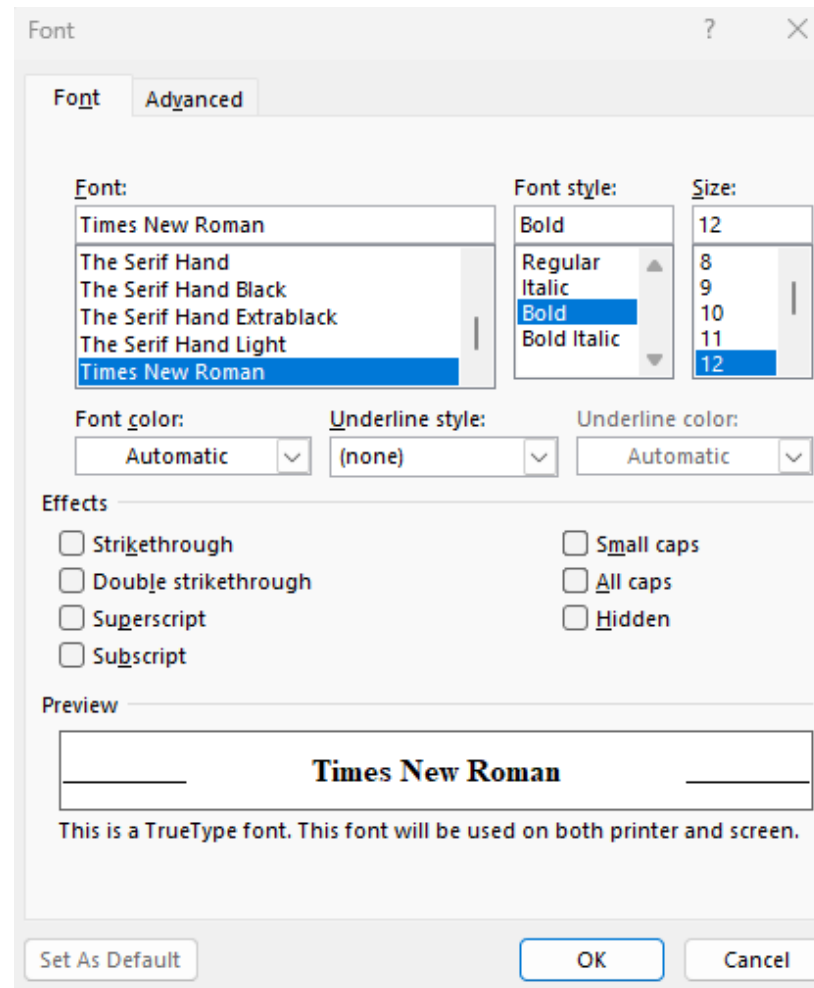 Font ?
Font Advanced
Font: Font style: Size:
Times New Roman Bold 12
The Serif Hand Regular 8
The Serif Hand Black Italic 9
The Serif Hand Extrablack Bold 10
The Serif Hand Light Bold Italic 11
Times New Roman 12
Font color: Underline style: Underline color:
Automatic (none) Automatic
Effects
Strikethrough Small caps
Double strikethrough All caps
Superscript Hidden
Subscript
Preview
Times New Roman
This is a TrueType font. This font will be used on both printer and screen.
Set As Default OK Cancel